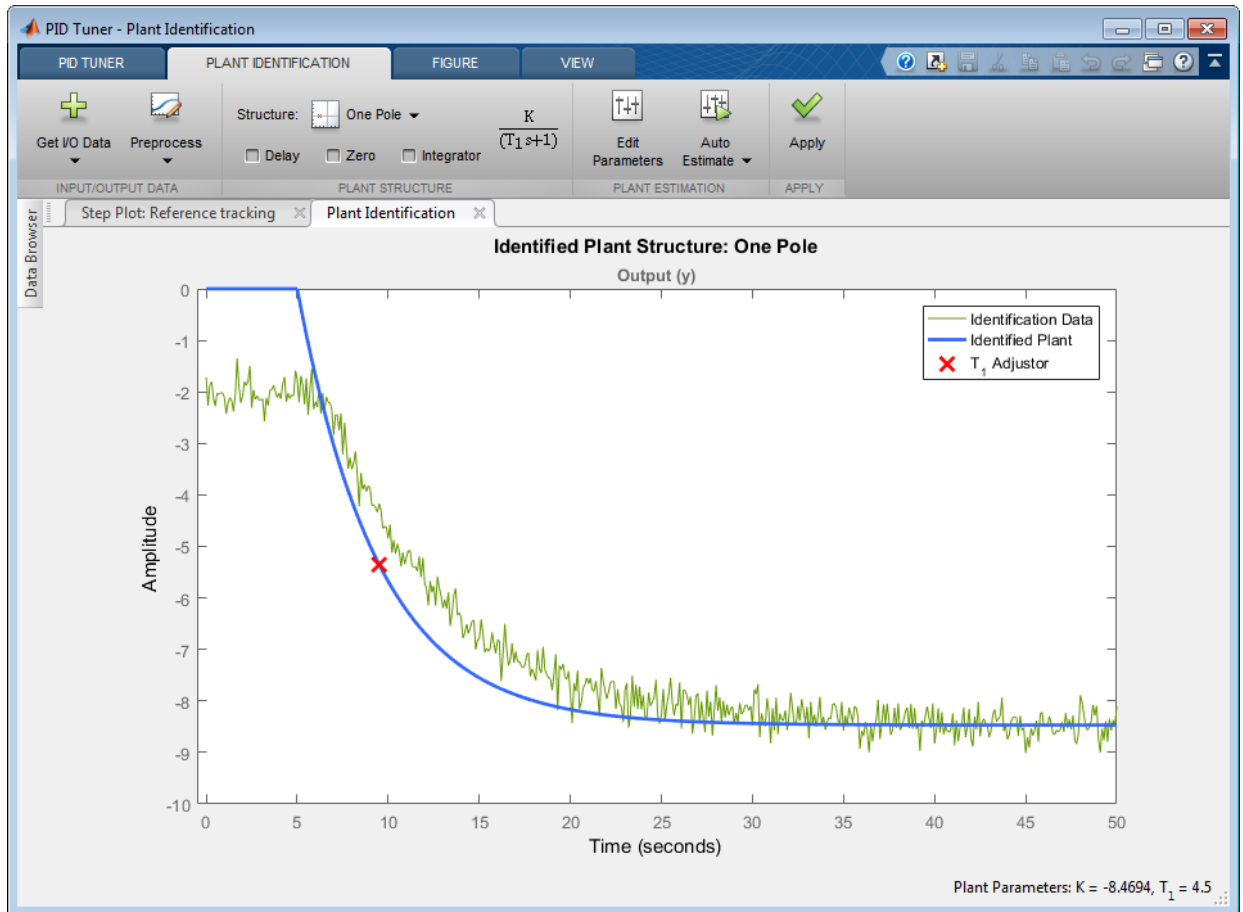 PID Tuner - Plant Identification
PID TUNER PLANT IDENTIFICATION FIGURE VIEW
Get I/O Data
Preprocess
Structure: One Pole
Delay Zero Integrator
K
(T1s+1)
Edit
Parameters
Auto
Estimate
Apply
INPUT/OUTPUT DATA PLANT STRUCTURE PLANT ESTIMATION APPLY
Data Browser
Step Plot: Reference tracking Plant Identification
Identified Plant Structure: One Pole
Output (y)
Identification Data
Identified Plant
T1 Adjustor
Amplitude
0
-1
-2
-3
-4
-5
-6
-7
-8
-9
-10
0 5 10 15 20 25 30 35 40 45 50
Time (seconds)
Plant Parameters: K = -8.4694, T1 = 4.5